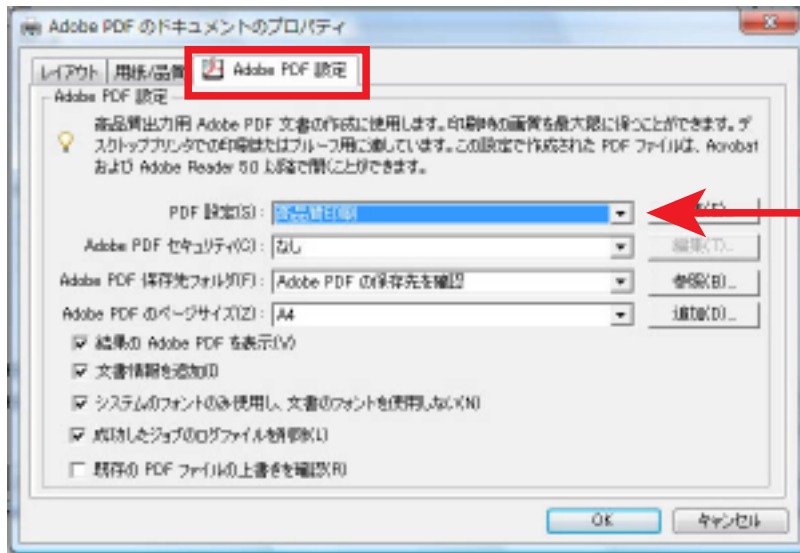 Adobe PDF のドキュメントのプロパティ
レイアウト 用紙/品質 Adobe PDF 設定
Adobe PDF 設定
高品質出力用 Adobe PDF 文書の作成に使用します。印刷時の画質を最大限に保つことができます。デ
スクトッププリンタでの印刷またはプルーフ用に適しています。この設定で作成された PDF ファイルは、Acrobat
および Adobe Reader 5.0 以降で開くことができます。
PDF 設定(S): 高品質印刷
Adobe PDF セキュリティ(C): なし 編集(T)...
Adobe PDF 保存先フォルダ(F): Adobe PDF の保存先を確認 参照(B)...
Adobe PDF のページサイズ(Z): A4 追加(D)...
結果の Adobe PDF を表示(V)
文書情報を追加(I)
システムのフォントのみ使用し、文書のフォントを使用しない(N)
成功したジョブのログファイルを削除(L)
既存の PDF ファイルの上書きを確認(R)
OK キャンセル